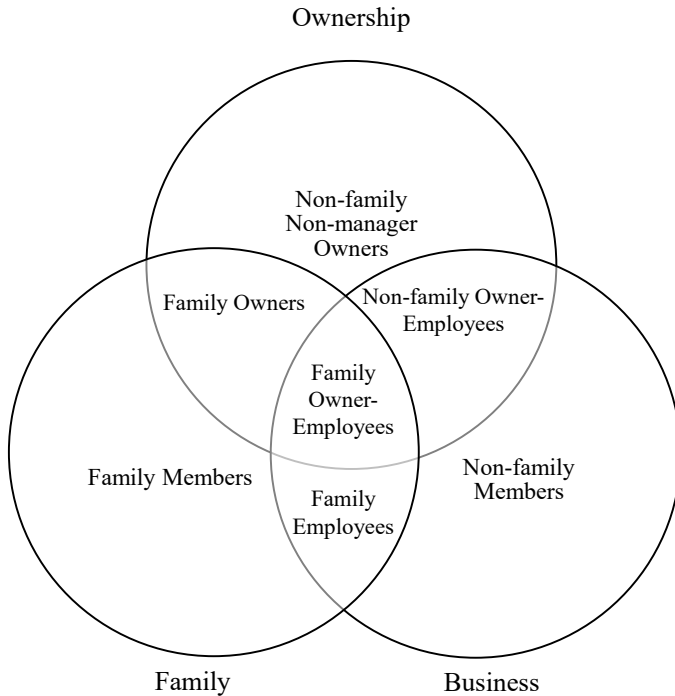 Ownership
Non-family
Non-manager
Owners
Family Owners
Non-family Owner-
Employees
Family
Owner-
Employees
Family Members
Non-family
Members
Family
Employees
Family
Business